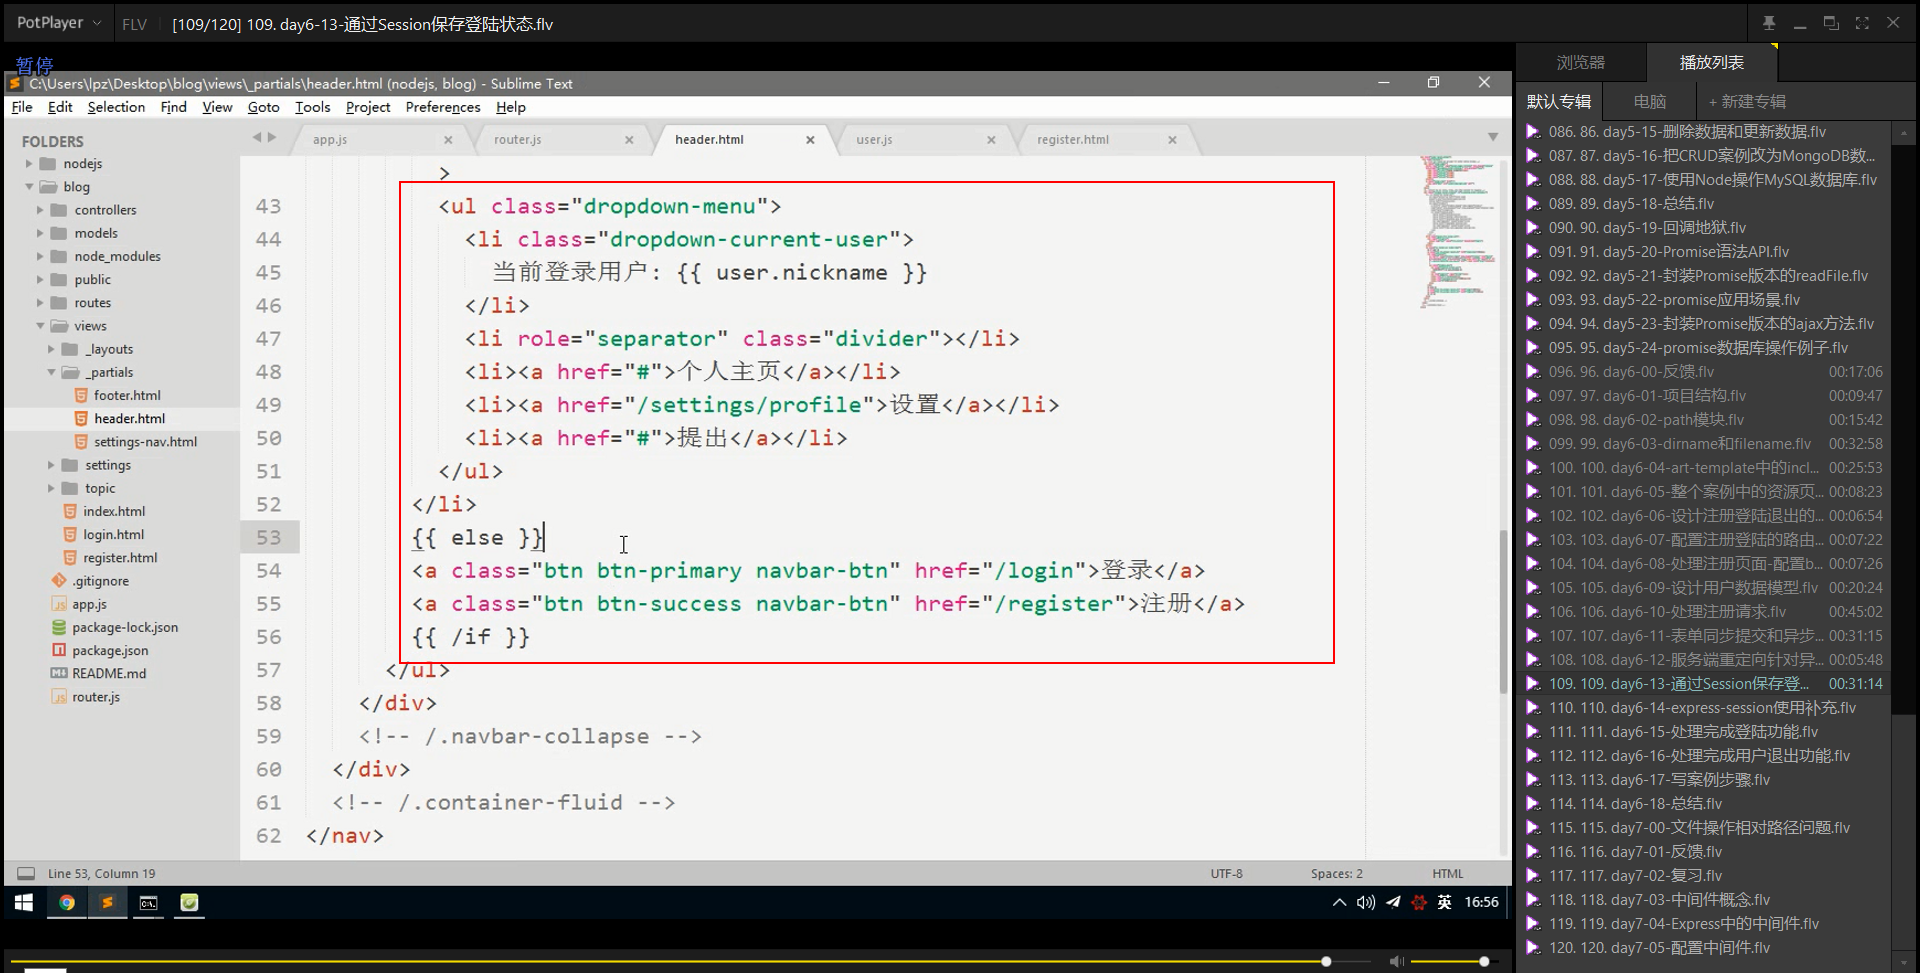 PotPlayer
FLV
[109/120] 109. day6-13-通过Session保存登陆状态.flv
暂停
C:\Users\lpz\Desktop\blog\views\_partials\header.html (nodejs, blog) - Sublime Text
File Edit Selection Find View Goto Tools Project Preferences Help
FOLDERS
nodejs
blog
controllers
models
node_modules
public
routes
views
_layouts
_partials
footer.html
header.html
settings-nav.html
settings
topic
index.html
login.html
register.html
.gitignore
app.js
package-lock.json
package.json
README.md
router.js
app.js
router.js
header.html
user.js
register.html
>
43 <ul class="dropdown-menu">
44 <li class="dropdown-current-user">
45 当前登录用户: {{ user.nickname }}
46 </li>
47 <li role="separator" class="divider"></li>
48 <li><a href="#">个人主页</a></li>
49 <li><a href="/settings/profile">设置</a></li>
50 <li><a href="#">提出</a></li>
51 </ul>
52 </li>
53 {{ else }}
54 <a class="btn btn-primary navbar-btn" href="/login">登录</a>
55 <a class="btn btn-success navbar-btn" href="/register">注册</a>
56 {{ /if }}
57 </ul>
58 </div>
59 <!-- /.navbar-collapse -->
60 </div>
61 <!-- /.container-fluid -->
62 </nav>
Line 53, Column 19
UTF-8
Spaces: 2
HTML
英
16:56
浏览器
播放列表
默认专辑
电脑
+ 新建专辑
086. 86. day5-15-删除数据和更新数据.flv
087. 87. day5-16-把CRUD案例改为MongoDB数...
088. 88. day5-17-使用Node操作MySQL数据库.flv
089. 89. day5-18-总结.flv
090. 90. day5-19-回调地狱.flv
091. 91. day5-20-Promise语法API.flv
092. 92. day5-21-封装Promise版本的readFile.flv
093. 93. day5-22-promise应用场景.flv
094. 94. day5-23-封装Promise版本的ajax方法.flv
095. 95. day5-24-promise数据库操作例子.flv
096. 96. day6-00-反馈.flv 00:17:06
097. 97. day6-01-项目结构.flv 00:09:47
098. 98. day6-02-path模块.flv 00:15:42
099. 99. day6-03-dirname和filename.flv 00:32:58
100. 100. day6-04-art-template中的incl... 00:25:53
101. 101. day6-05-整个案例中的资源页... 00:08:23
102. 102. day6-06-设计注册登陆退出的... 00:06:54
103. 103. day6-07-配置注册登陆的路由... 00:07:22
104. 104. day6-08-处理注册页面-配置b... 00:07:26
105. 105. day6-09-设计用户数据模型.flv 00:20:24
106. 106. day6-10-处理注册请求.flv 00:45:02
107. 107. day6-11-表单同步提交和异步... 00:31:15
108. 108. day6-12-服务端重定向针对异... 00:05:48
109. 109. day6-13-通过Session保存登... 00:31:14
110. 110. day6-14-express-session使用补充.flv
111. 111. day6-15-处理完成登陆功能.flv
112. 112. day6-16-处理完成用户退出功能.flv
113. 113. day6-17-写案例步骤.flv
114. 114. day6-18-总结.flv
115. 115. day7-00-文件操作相对路径问题.flv
116. 116. day7-01-反馈.flv
117. 117. day7-02-复习.flv
118. 118. day7-03-中间件概念.flv
119. 119. day7-04-Express中的中间件.flv
120. 120. day7-05-配置中间件.flv